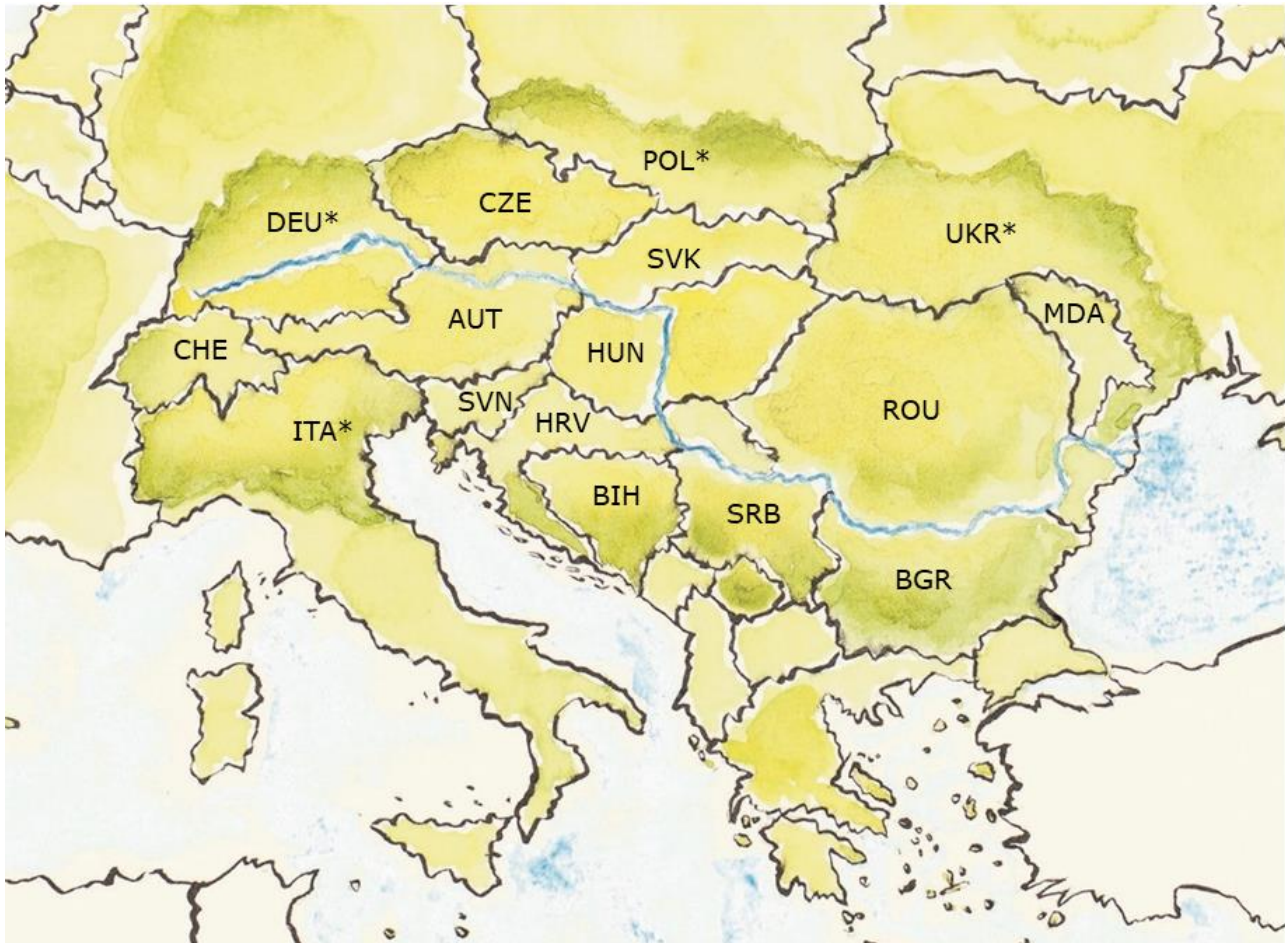 POL*
CZE
DEU*
UKR*
SVK
MDA
AUT
CHE
HUN
SVN
ROU
HRV
ITA*
BIH
SRB
BGR